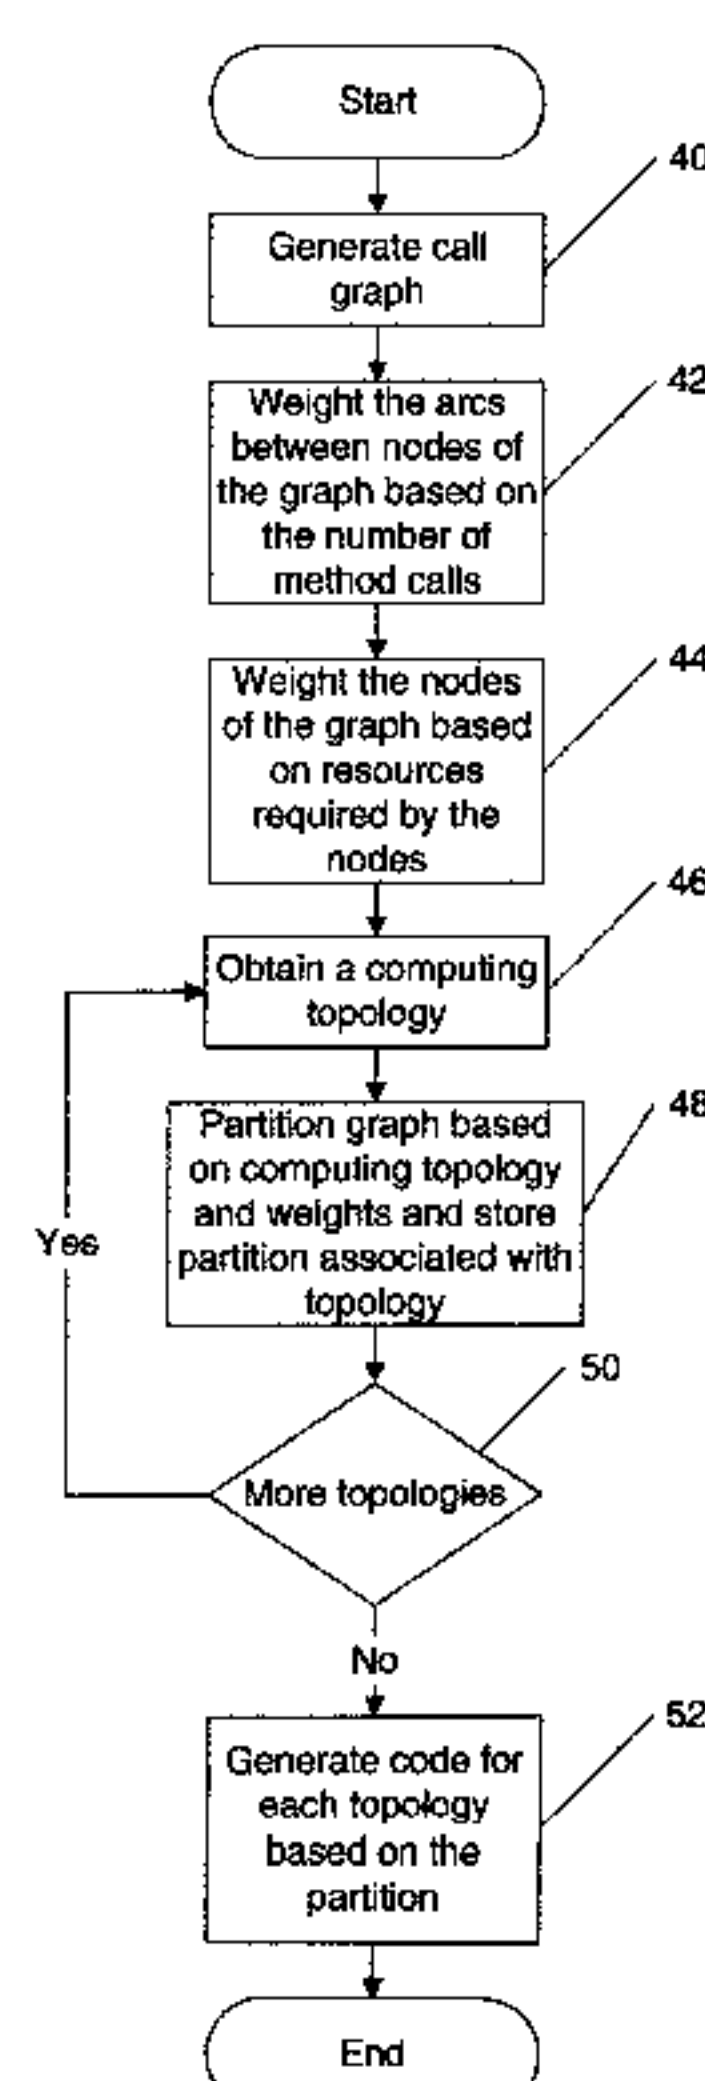 Start
40
Generate call
graph
42
Weight the arcs
between nodes of
the graph based on
the number of
method calls
44
Weight the nodes
of the graph based
on resources
required by the
nodes
46
Obtain a computing
topology
48
Partition graph based
on computing topology
and weights and store
partition associated with
topology
Yes
50
More topologies
No
52
Generate code for
each topology
based on the
partition
End